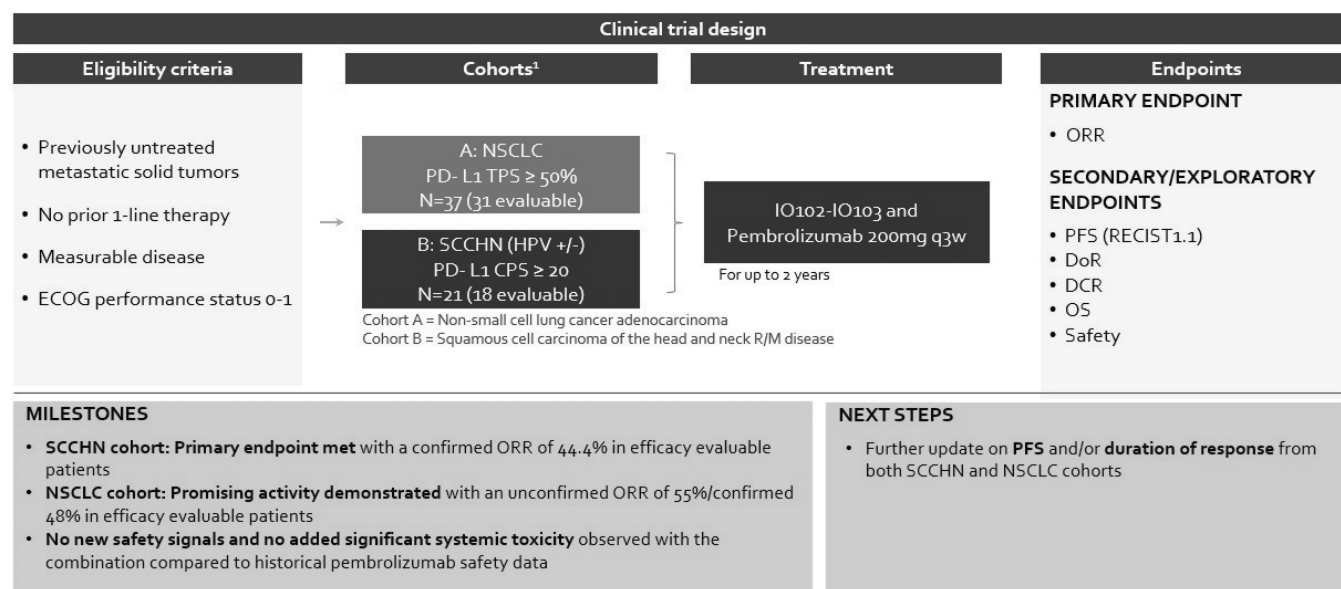 Clinical trial design
Eligibility criteria
• Previously untreated
metastatic solid tumors
• No prior 1-line therapy
• Measurable disease
• ECOG performance status 0-1
Cohorts¹
A: NSCLC
PD- L1 TPS ≥ 50%
N=37 (31 evaluable)
B: SCCHN (HPV +/-)
PD- L1 CPS ≥ 20
N=21 (18 evaluable)
Cohort A = Non-small cell lung cancer adenocarcinoma
Cohort B = Squamous cell carcinoma of the head and neck R/M disease
Treatment
IO102-IO103 and
Pembrolizumab 200mg q3w
For up to 2 years
Endpoints
PRIMARY ENDPOINT
• ORR
SECONDARY/EXPLORATORY
ENDPOINTS
• PFS (RECIST1.1)
• DoR
• DCR
• OS
• Safety
MILESTONES
• SCCHN cohort: Primary endpoint met with a confirmed ORR of 44.4% in efficacy evaluable
patients
• NSCLC cohort: Promising activity demonstrated with an unconfirmed ORR of 55%/confirmed
48% in efficacy evaluable patients
• No new safety signals and no added significant systemic toxicity observed with the
combination compared to historical pembrolizumab safety data
NEXT STEPS
• Further update on PFS and/or duration of response from
both SCCHN and NSCLC cohorts